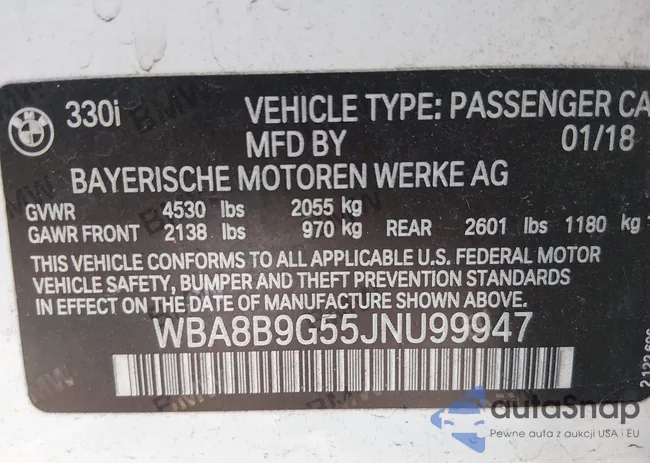 330i VEHICLE TYPE: PASSENGER CA
MFD BY 01/18
BAYERISCHE MOTOREN WERKE AG
GVWR 4530 lbs 2055 kg
GAWR FRONT 2138 lbs 970 kg REAR 2601 lbs 1180 kg
THIS VEHICLE CONFORMS TO ALL APPLICABLE U.S. FEDERAL MOTOR
VEHICLE SAFETY, BUMPER AND THEFT PREVENTION STANDARDS
IN EFFECT ON THE DATE OF MANUFACTURE SHOWN ABOVE.
WBA8B9G55JNU99947
autoSnap
Pewne auta z aukcji USA i EU